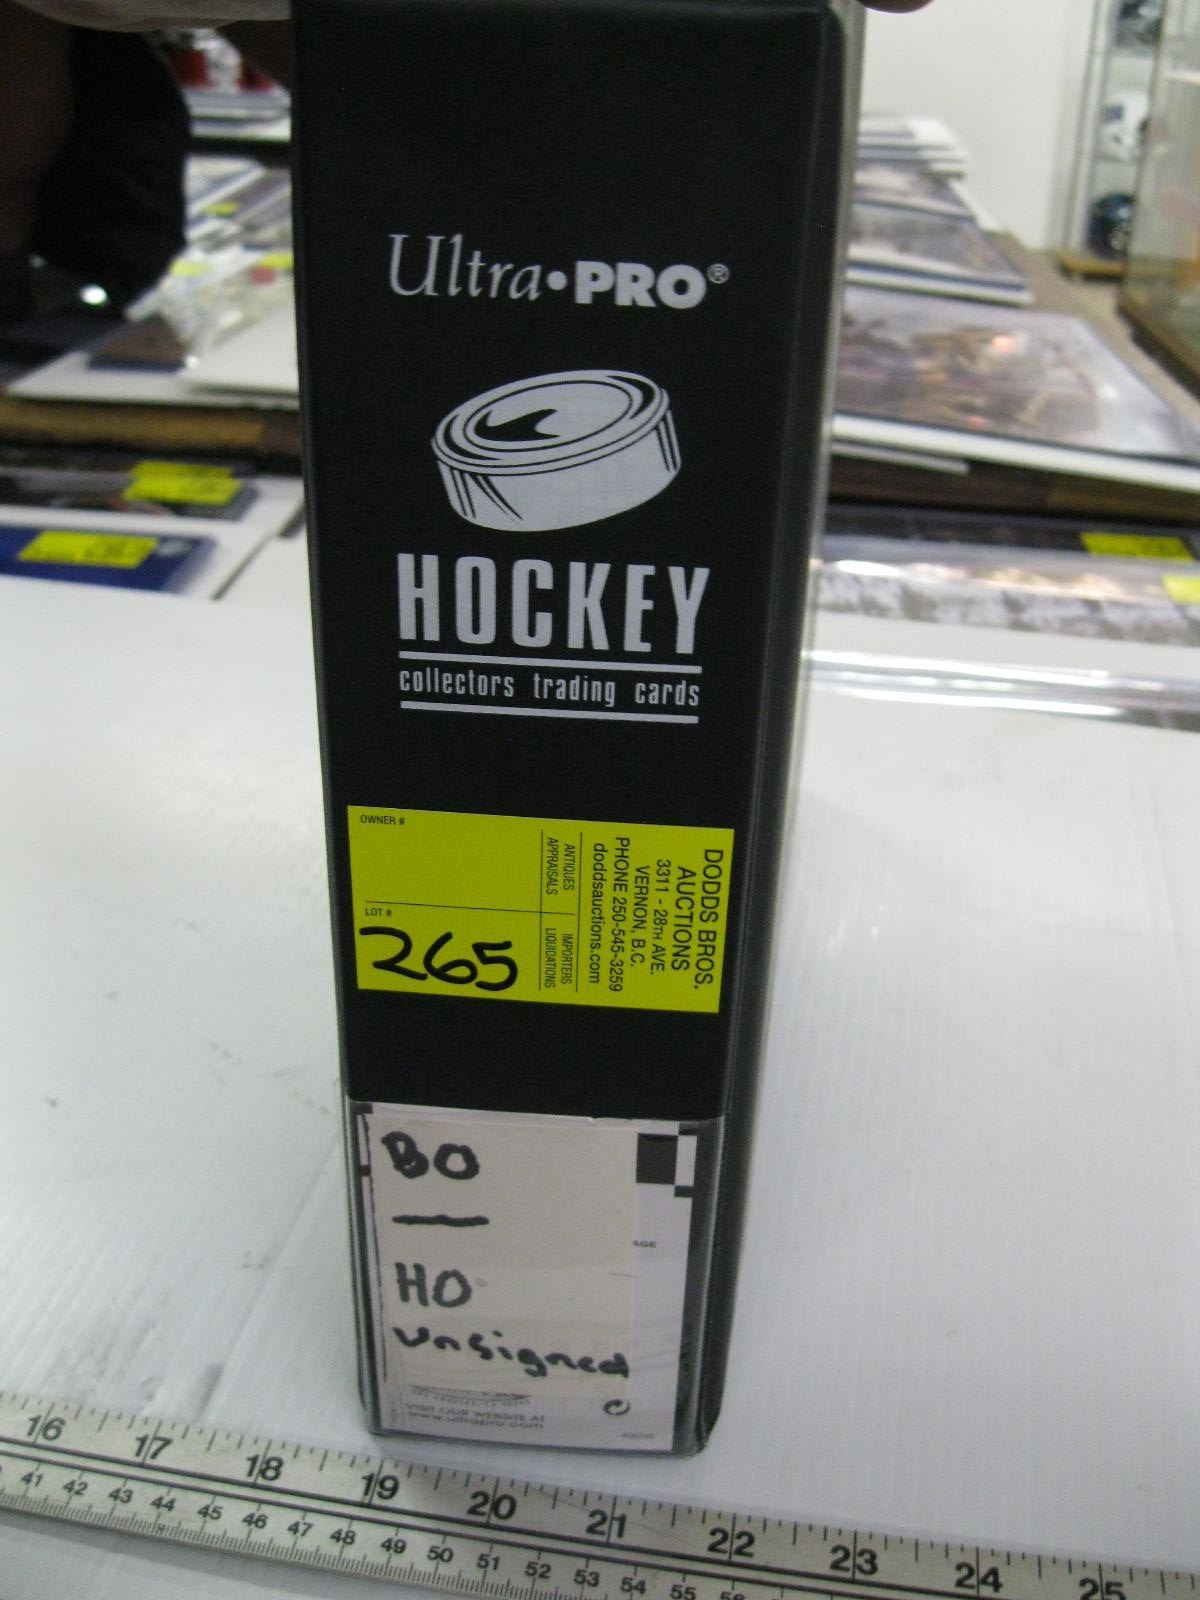 Ultra•PRO®
HOCKEY
collectors trading cards
OWNER #
LOT #
265
ANTIQUES
APPRAISALS
IMPORTERS
LIQUIDATIONS
DODDS BROS.
AUCTIONS
3311 - 28TH AVE.
VERNON, B.C.
PHONE 250-545-3259
doddsauctions.com
BO
—
HO
unsigned
AGE
VISIT OUR WEBSITE AT
www.ultrapro.com
16 17 18 19 20 21 22 23 24 25
41 42 43 44 45 46 47 48 49 50 51 52 53 54 55 56